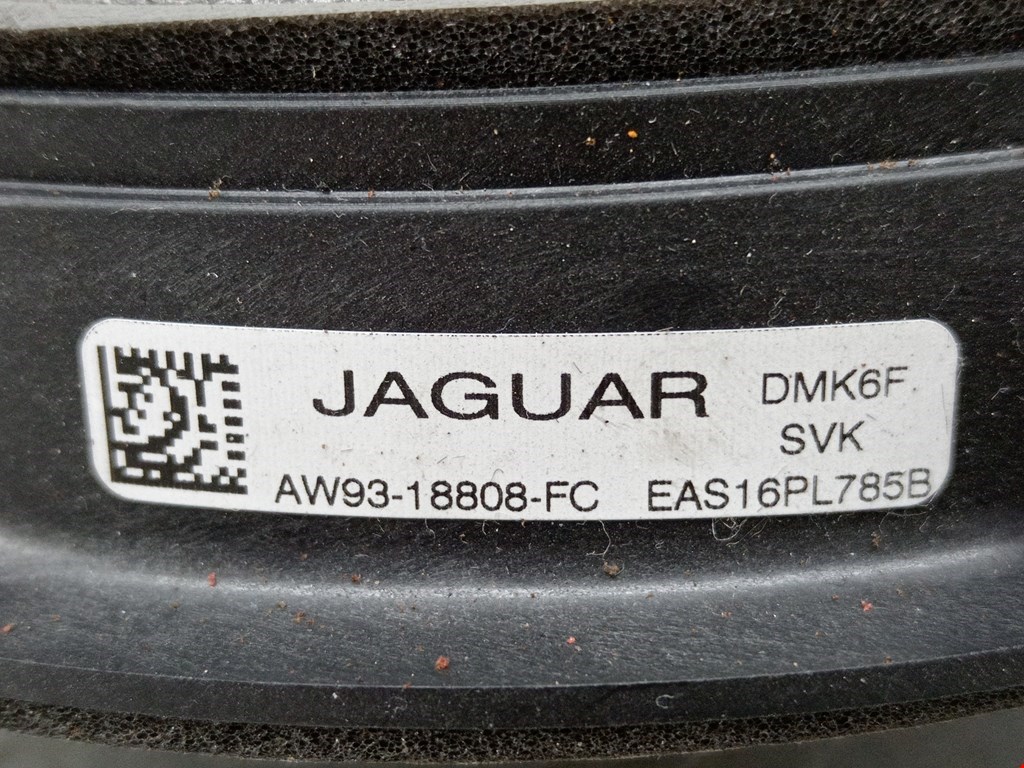 JAGUAR DMK6F
SVK
AW93-18808-FC EAS16PL785B